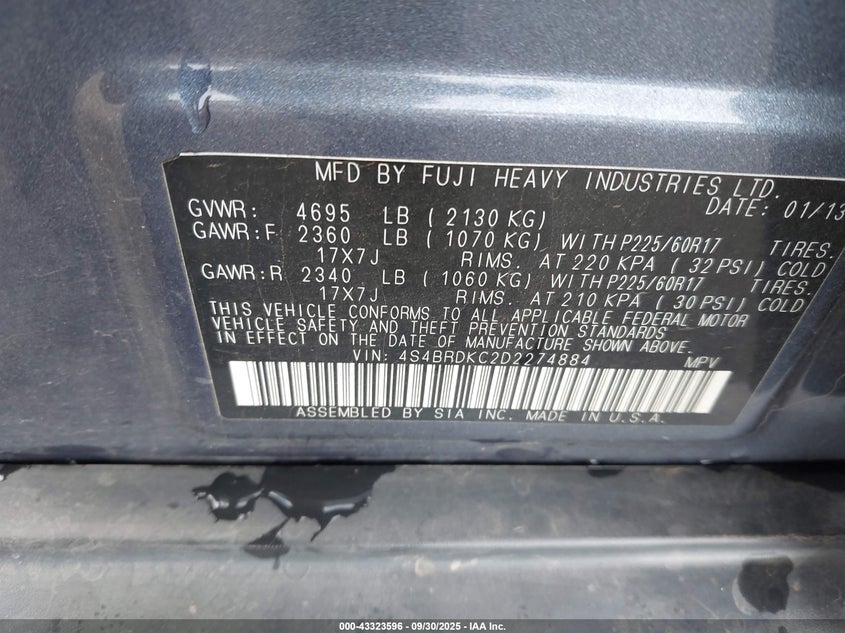 MFD BY FUJI HEAVY INDUSTRIES LTD.
DATE: 01/13
GVWR: 4695 LB ( 2130 KG)
GAWR:F 2360 LB ( 1070 KG) WITH P225/60R17 TIRES.
17X7J RIMS. AT 220 KPA ( 32 PSI) COLD
GAWR:R 2340 LB ( 1060 KG) WITH P225/60R17 TIRES.
17X7J RIMS. AT 210 KPA ( 30 PSI) COLD.
THIS VEHICLE CONFORMS TO ALL APPLICABLE FEDERAL MOTOR
VEHICLE SAFETY AND THEFT PREVENTION STANDARDS
IN EFFECT ON THE DATE OF MANUFACTURE SHOWN ABOVE.
VIN: 4S4BRDKC2D2274884 MPV
ASSEMBLED BY SIA INC. MADE IN U.S.A.
000-43323596 - 09/30/2025 - IAA Inc.